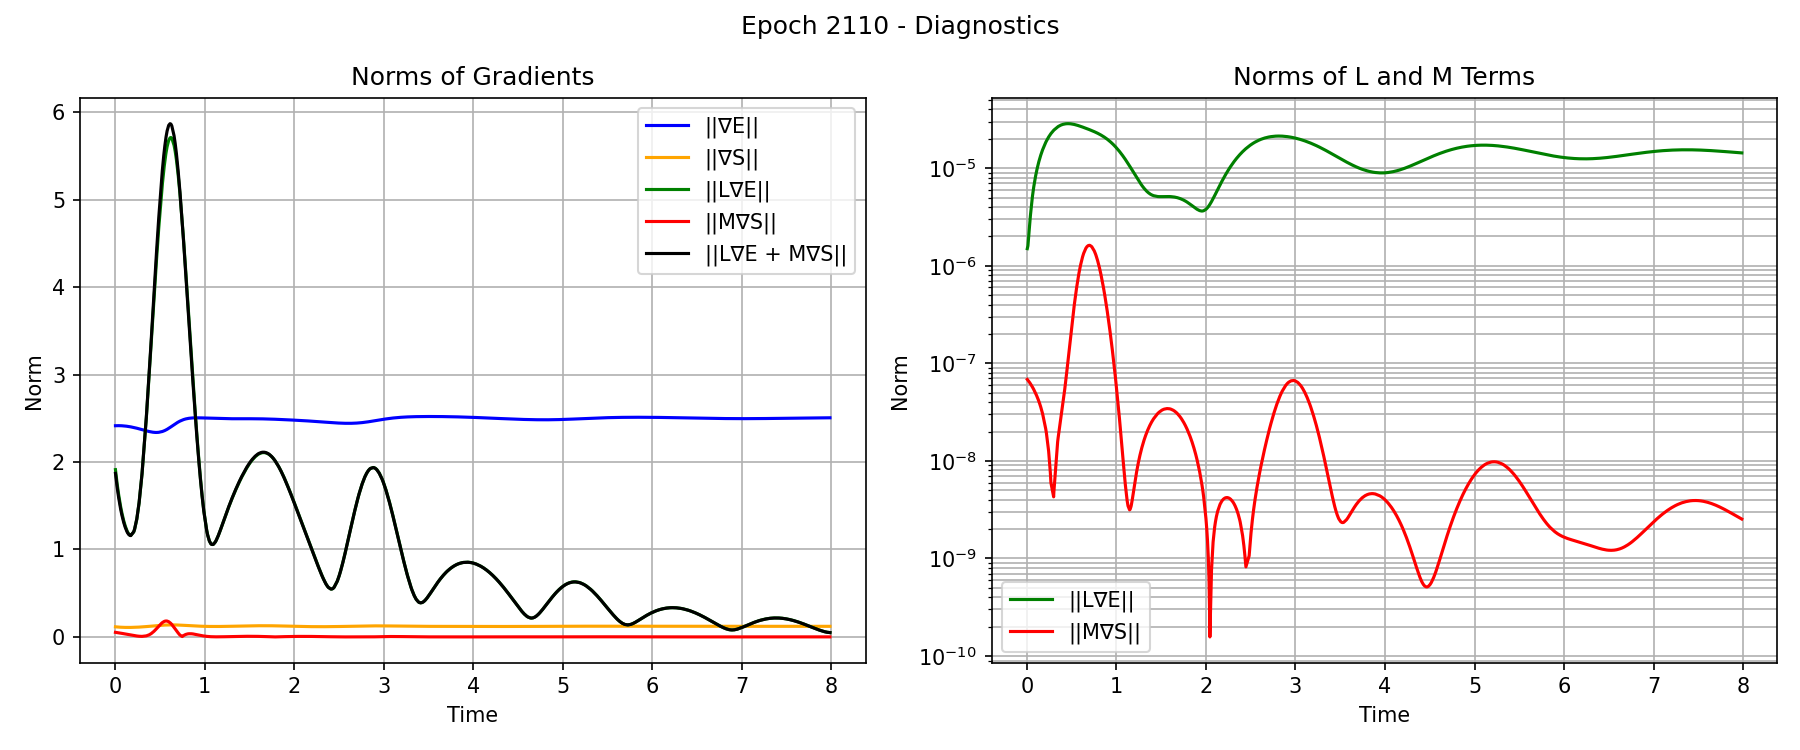 Epoch 2110 - Diagnostics
Norms of Gradients
Norm
6
5
4
3
2
1
0
||∇E||
||∇S||
||L∇E||
||M∇S||
||L∇E + M∇S||
0 1 2 3 4 5 6 7 8
Time
Norms of L and M Terms
Norm
10⁻⁵
10⁻⁶
10⁻⁷
10⁻⁸
10⁻⁹
10⁻¹⁰
||L∇E||
||M∇S||
0 1 2 3 4 5 6 7 8
Time